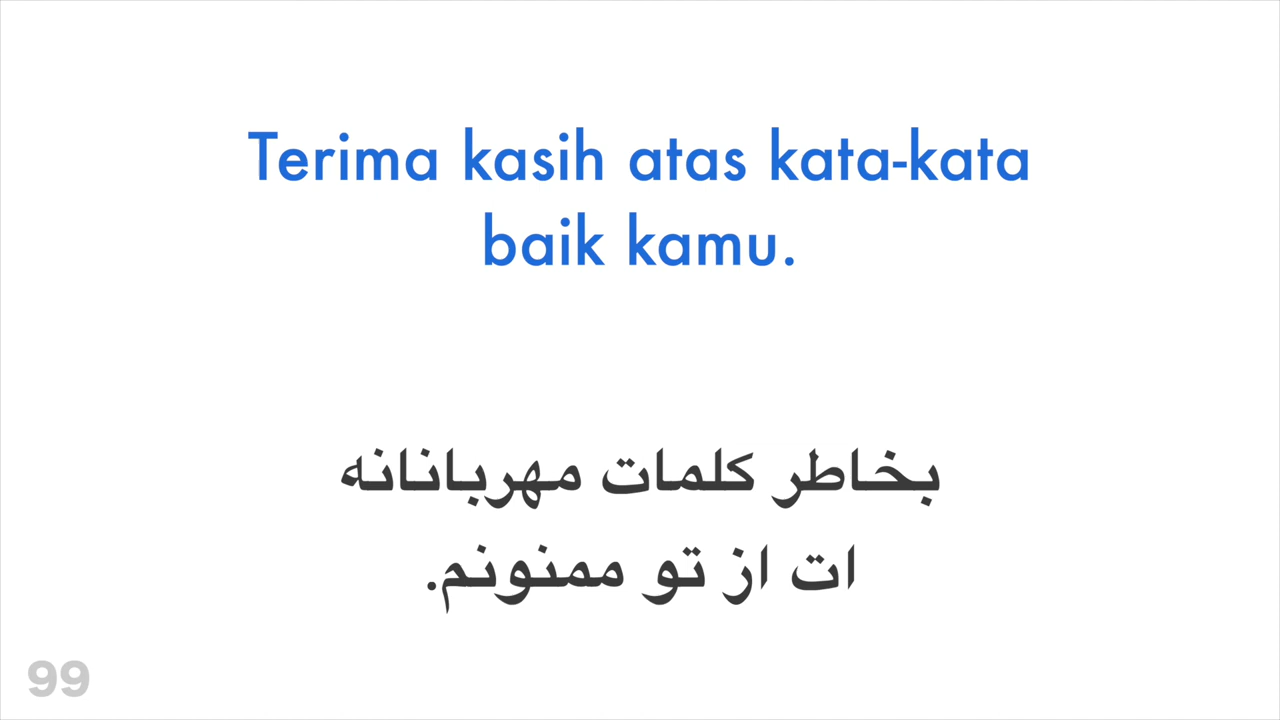 Terima kasih atas kata-kata
baik kamu.
بخاطر کلمات مهربانانه
ات از تو ممنونم.
99